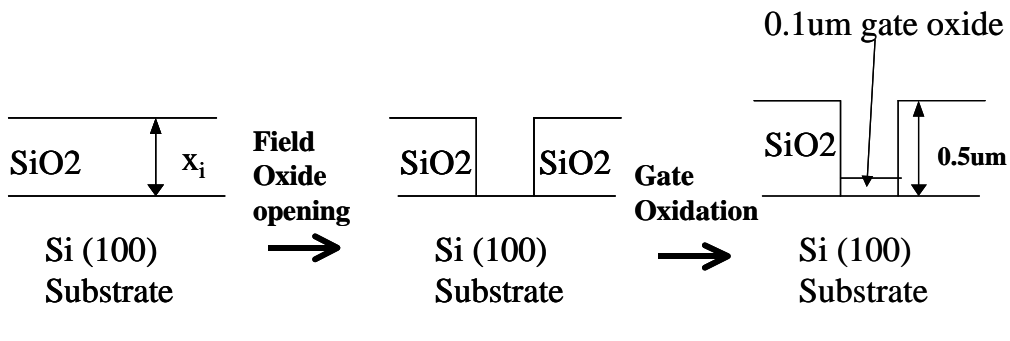 0.1um gate oxide
SiO2
xi
Field
Oxide
opening
SiO2
SiO2
Gate
Oxidation
SiO2
0.5um
Si (100)
Substrate
Si (100)
Substrate
Si (100)
Substrate